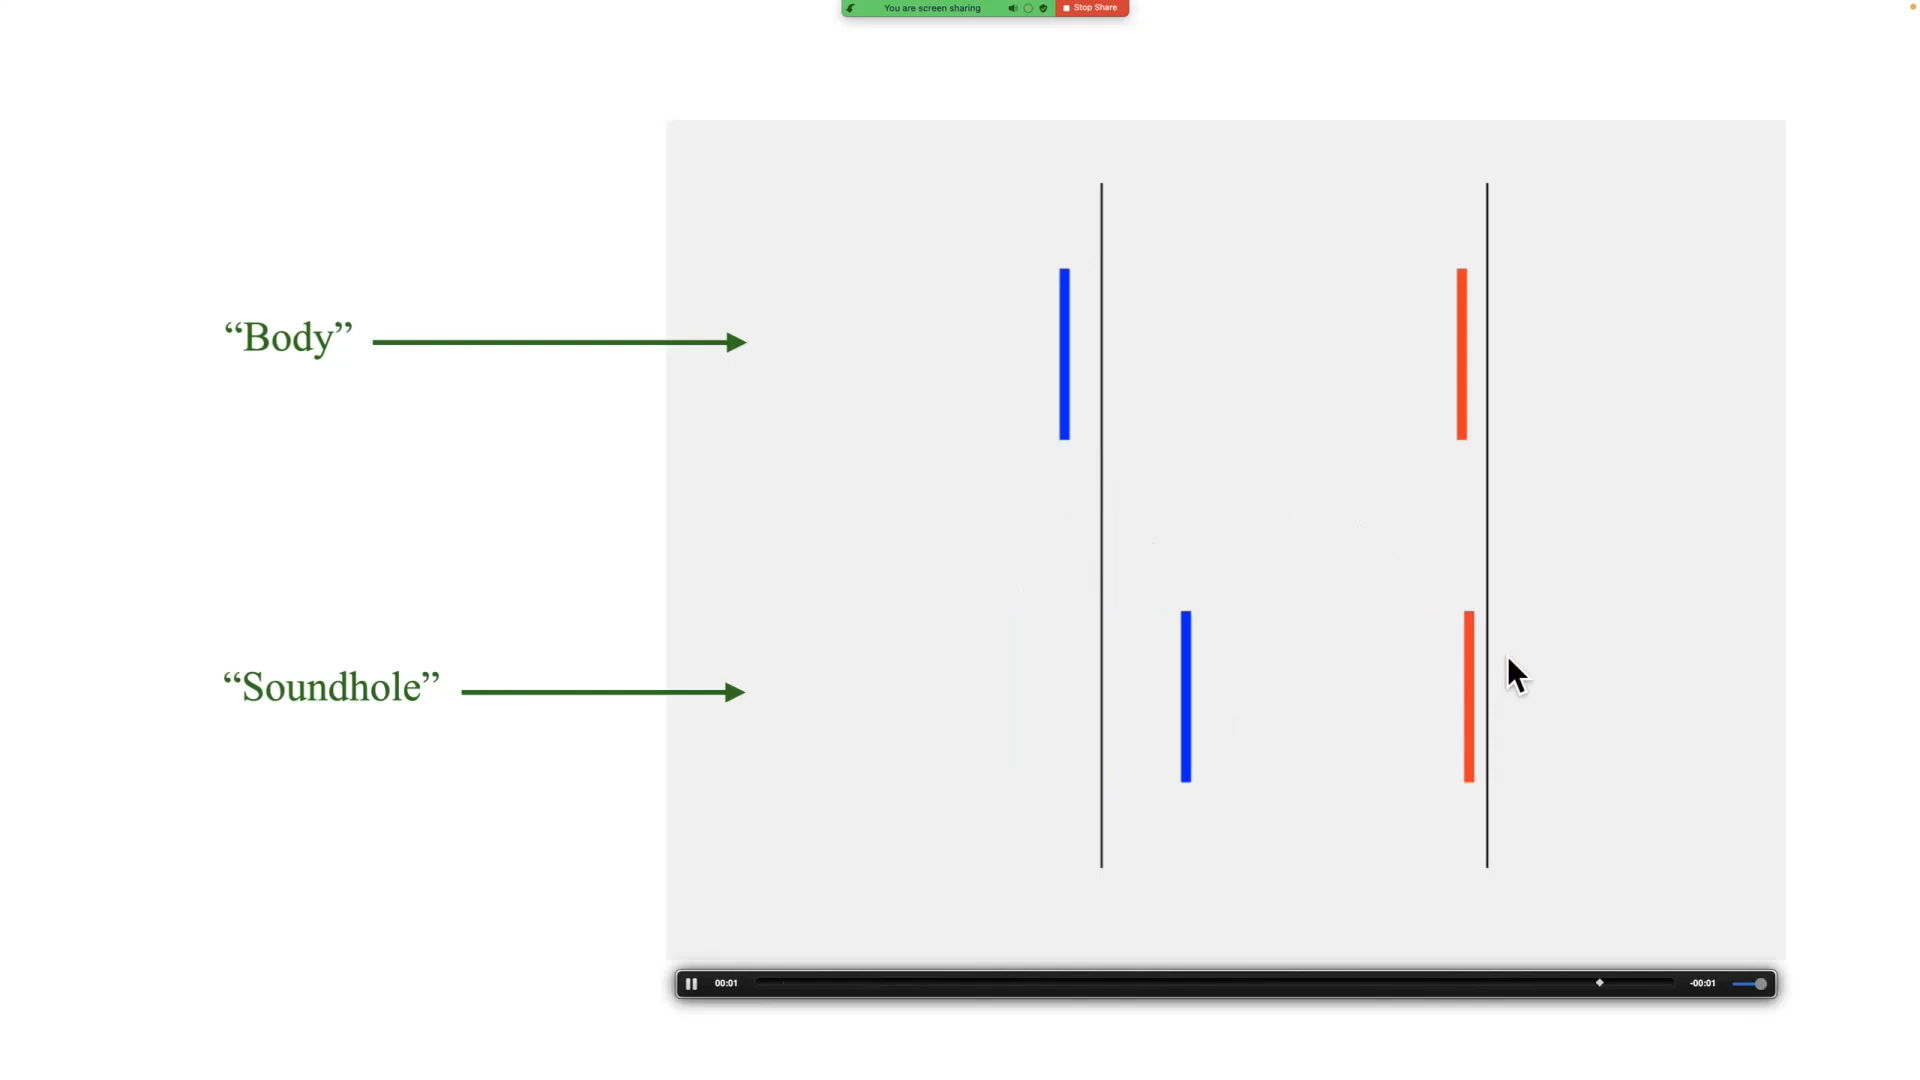 You are screen sharing
Stop Share
“Body”
“Soundhole”
00:01
-00:01